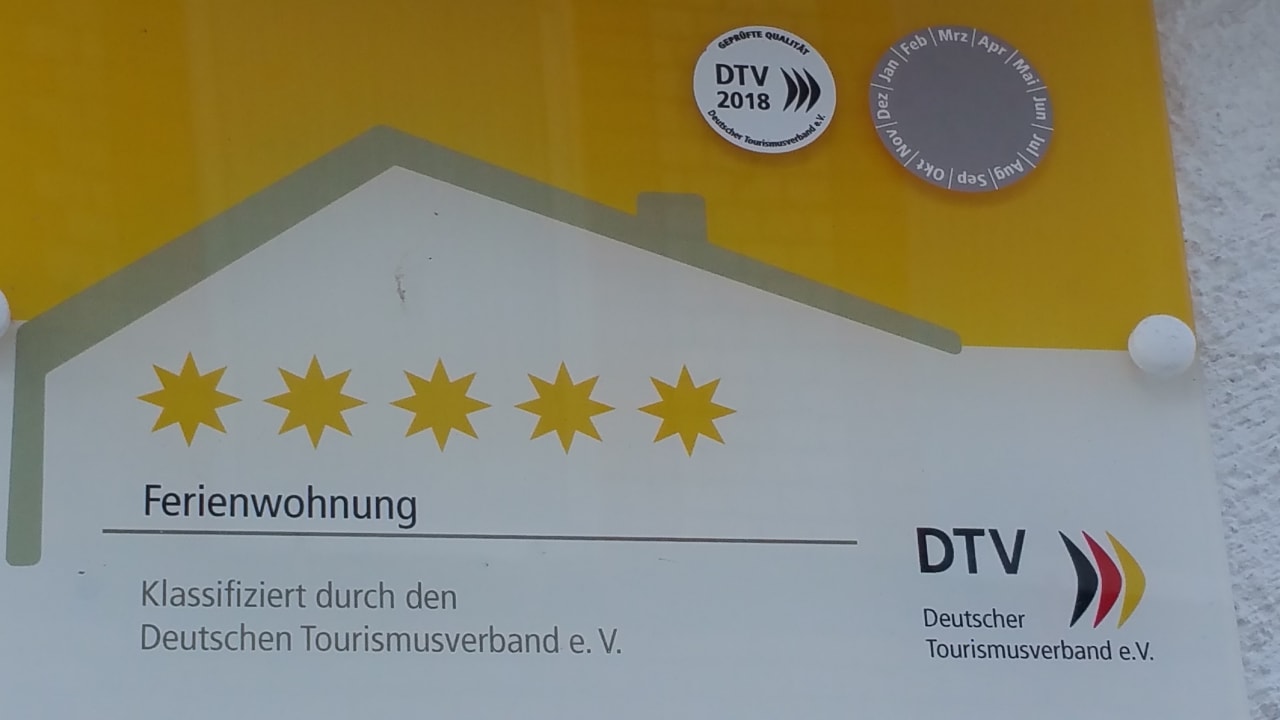 GEPRÜFTE QUALITÄT
DTV
2018
Deutscher Tourismusverband e.V.
Jan | Feb | Mrz | Apr | Mai | Jun | Jul | Aug | Sep | Okt | Nov | Dez
Ferienwohnung
Klassifiziert durch den
Deutschen Tourismusverband e. V.
DTV
Deutscher
Tourismusverband e.V.